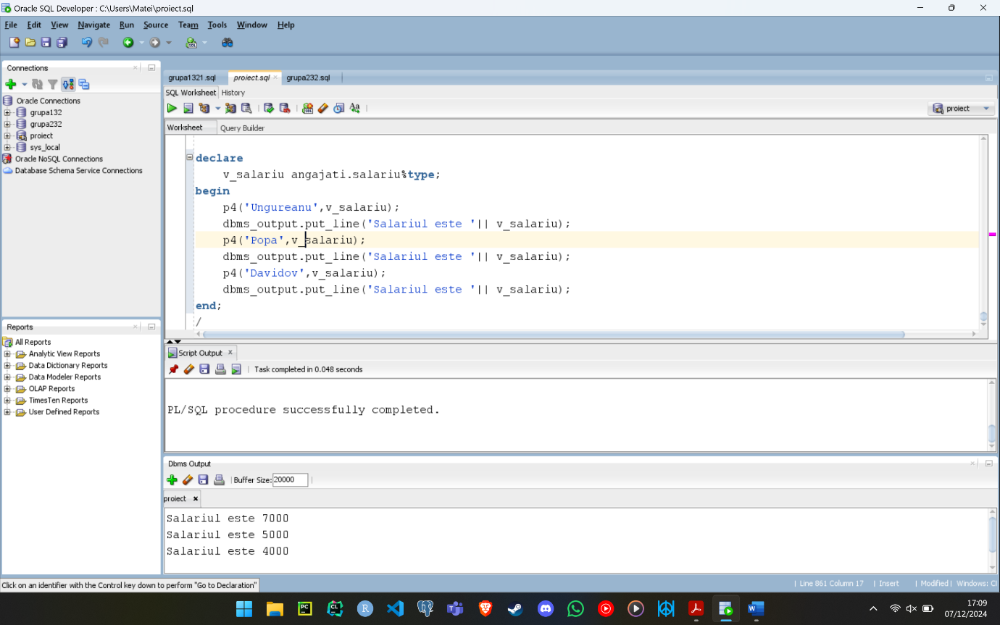 Oracle SQL Developer : C:\Users\Matei\proiect.sql
File Edit View Navigate Run Source Team Tools Window Help
Connections
Oracle Connections
grupa132
grupa232
proiect
sys_local
Oracle NoSQL Connections
Database Schema Service Connections
Reports
All Reports
Analytic View Reports
Data Dictionary Reports
Data Modeler Reports
OLAP Reports
TimesTen Reports
User Defined Reports
grupa1321.sql proiect.sql grupa232.sql
SQL Worksheet History
proiect
Worksheet Query Builder
declare
v_salariu angajati.salariu%type;
begin
p4('Ungureanu',v_salariu);
dbms_output.put_line('Salariul este '|| v_salariu);
p4('Popa',v_salariu);
dbms_output.put_line('Salariul este '|| v_salariu);
p4('Davidov',v_salariu);
dbms_output.put_line('Salariul este '|| v_salariu);
end;
/
Script Output
Task completed in 0.048 seconds
PL/SQL procedure successfully completed.
Dbms Output
Buffer Size: 20000
proiect
Salariul este 7000
Salariul este 5000
Salariul este 4000
Click on an identifier with the Control key down to perform "Go to Declaration"
| Line 861 Column 17 | Insert | Modified | Windows: Cl
17:09
07/12/2024